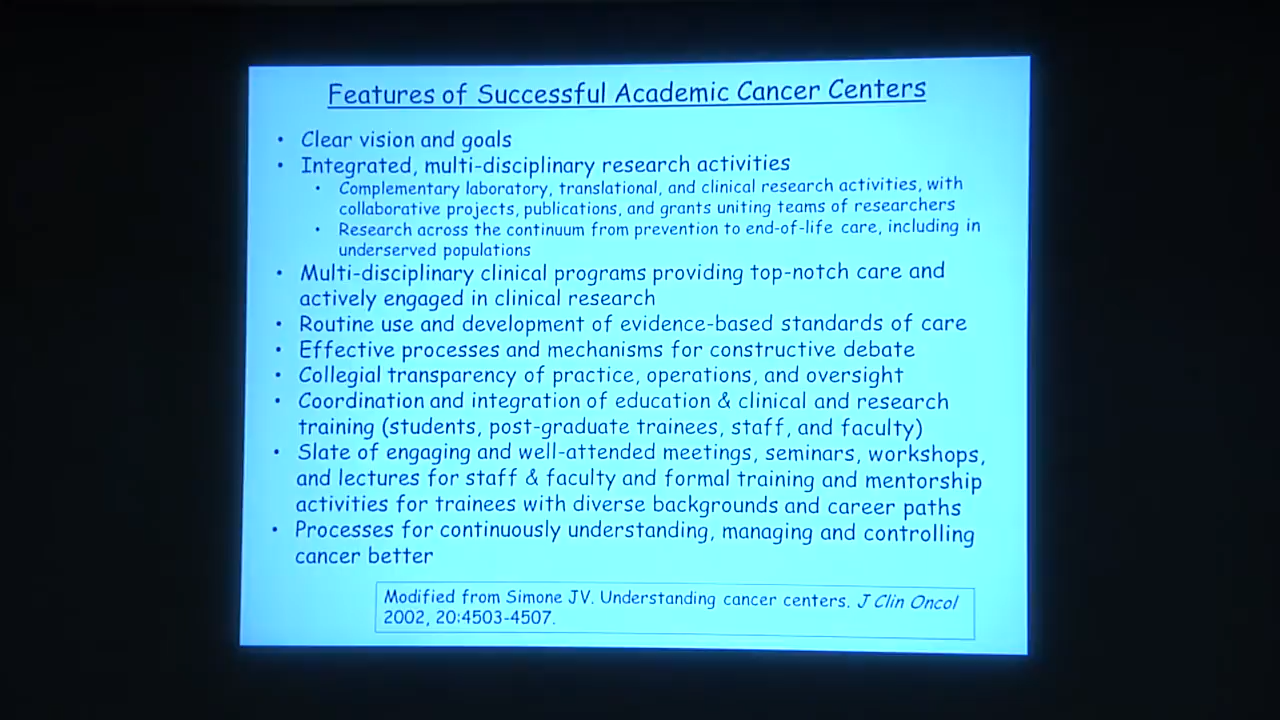 Features of Successful Academic Cancer Centers
• Clear vision and goals
• Integrated, multi-disciplinary research activities
• Complementary laboratory, translational, and clinical research activities, with
collaborative projects, publications, and grants uniting teams of researchers
• Research across the continuum from prevention to end-of-life care, including in
underserved populations
• Multi-disciplinary clinical programs providing top-notch care and
actively engaged in clinical research
• Routine use and development of evidence-based standards of care
• Effective processes and mechanisms for constructive debate
• Collegial transparency of practice, operations, and oversight
• Coordination and integration of education & clinical and research
training (students, post-graduate trainees, staff, and faculty)
• Slate of engaging and well-attended meetings, seminars, workshops,
and lectures for staff & faculty and formal training and mentorship
activities for trainees with diverse backgrounds and career paths
• Processes for continuously understanding, managing and controlling
cancer better
Modified from Simone JV. Understanding cancer centers. J Clin Oncol
2002, 20:4503-4507.